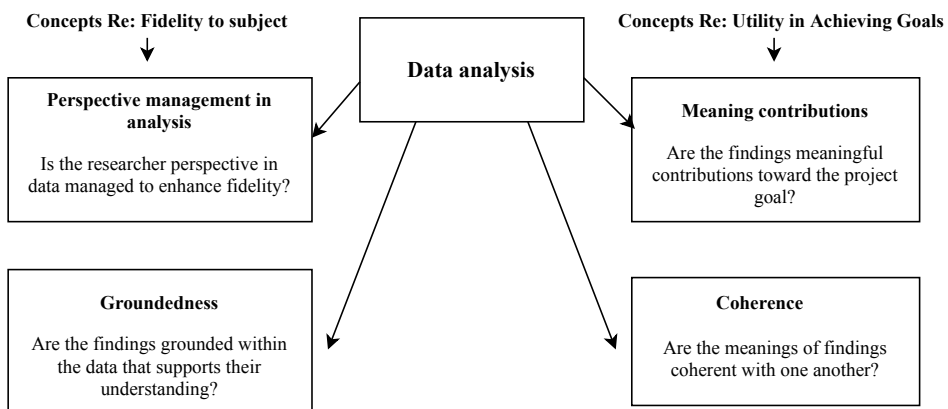 Concepts Re: Fidelity to subject
Concepts Re: Utility in Achieving Goals
Data analysis
Perspective management in
analysis
Is the researcher perspective in
data managed to enhance fidelity?
Meaning contributions
Are the findings meaningful
contributions toward the project
goal?
Groundedness
Are the findings grounded within
the data that supports their
understanding?
Coherence
Are the meanings of findings
coherent with one another?